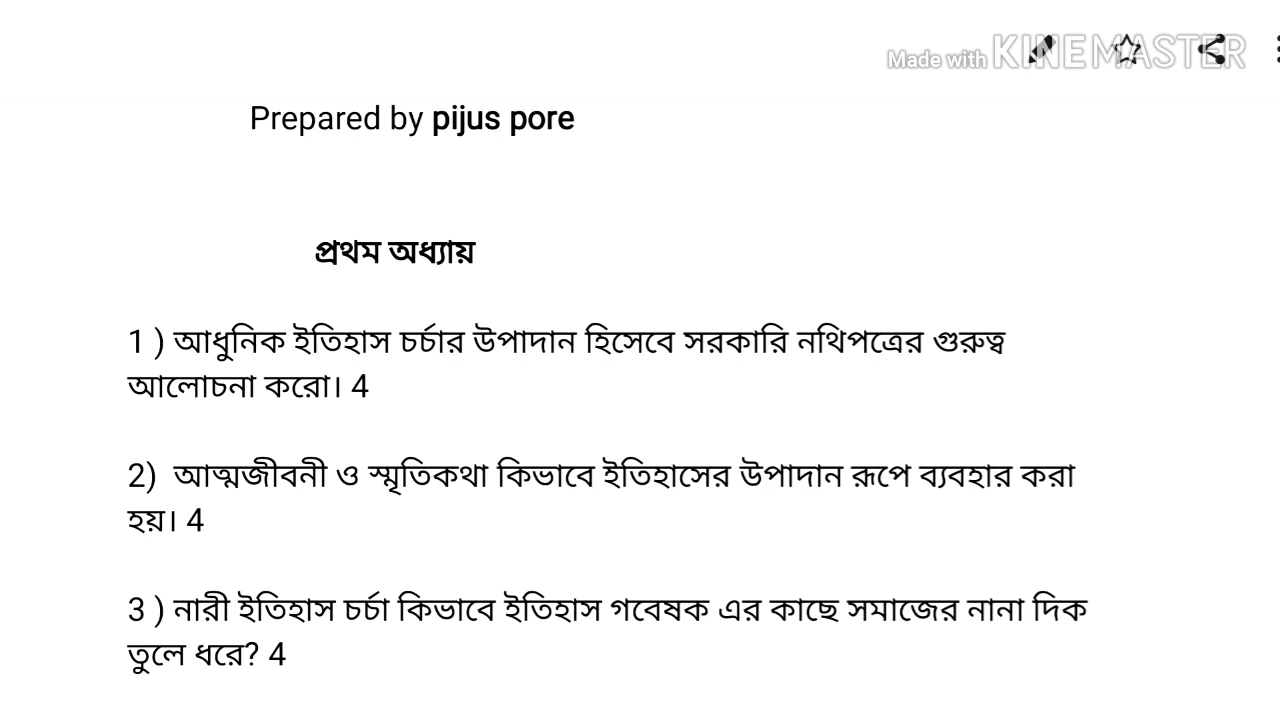 Made with KINEMASTER
Prepared by pijus pore
প্রথম অধ্যায়
1 ) আধুনিক ইতিহাস চর্চার উপাদান হিসেবে সরকারি নথিপত্রের গুরুত্ব
আলোচনা করো। 4
2) আত্মজীবনী ও স্মৃতিকথা কিভাবে ইতিহাসের উপাদান রূপে ব্যবহার করা
হয়। 4
3 ) নারী ইতিহাস চর্চা কিভাবে ইতিহাস গবেষক এর কাছে সমাজের নানা দিক
তুলে ধরে? 4